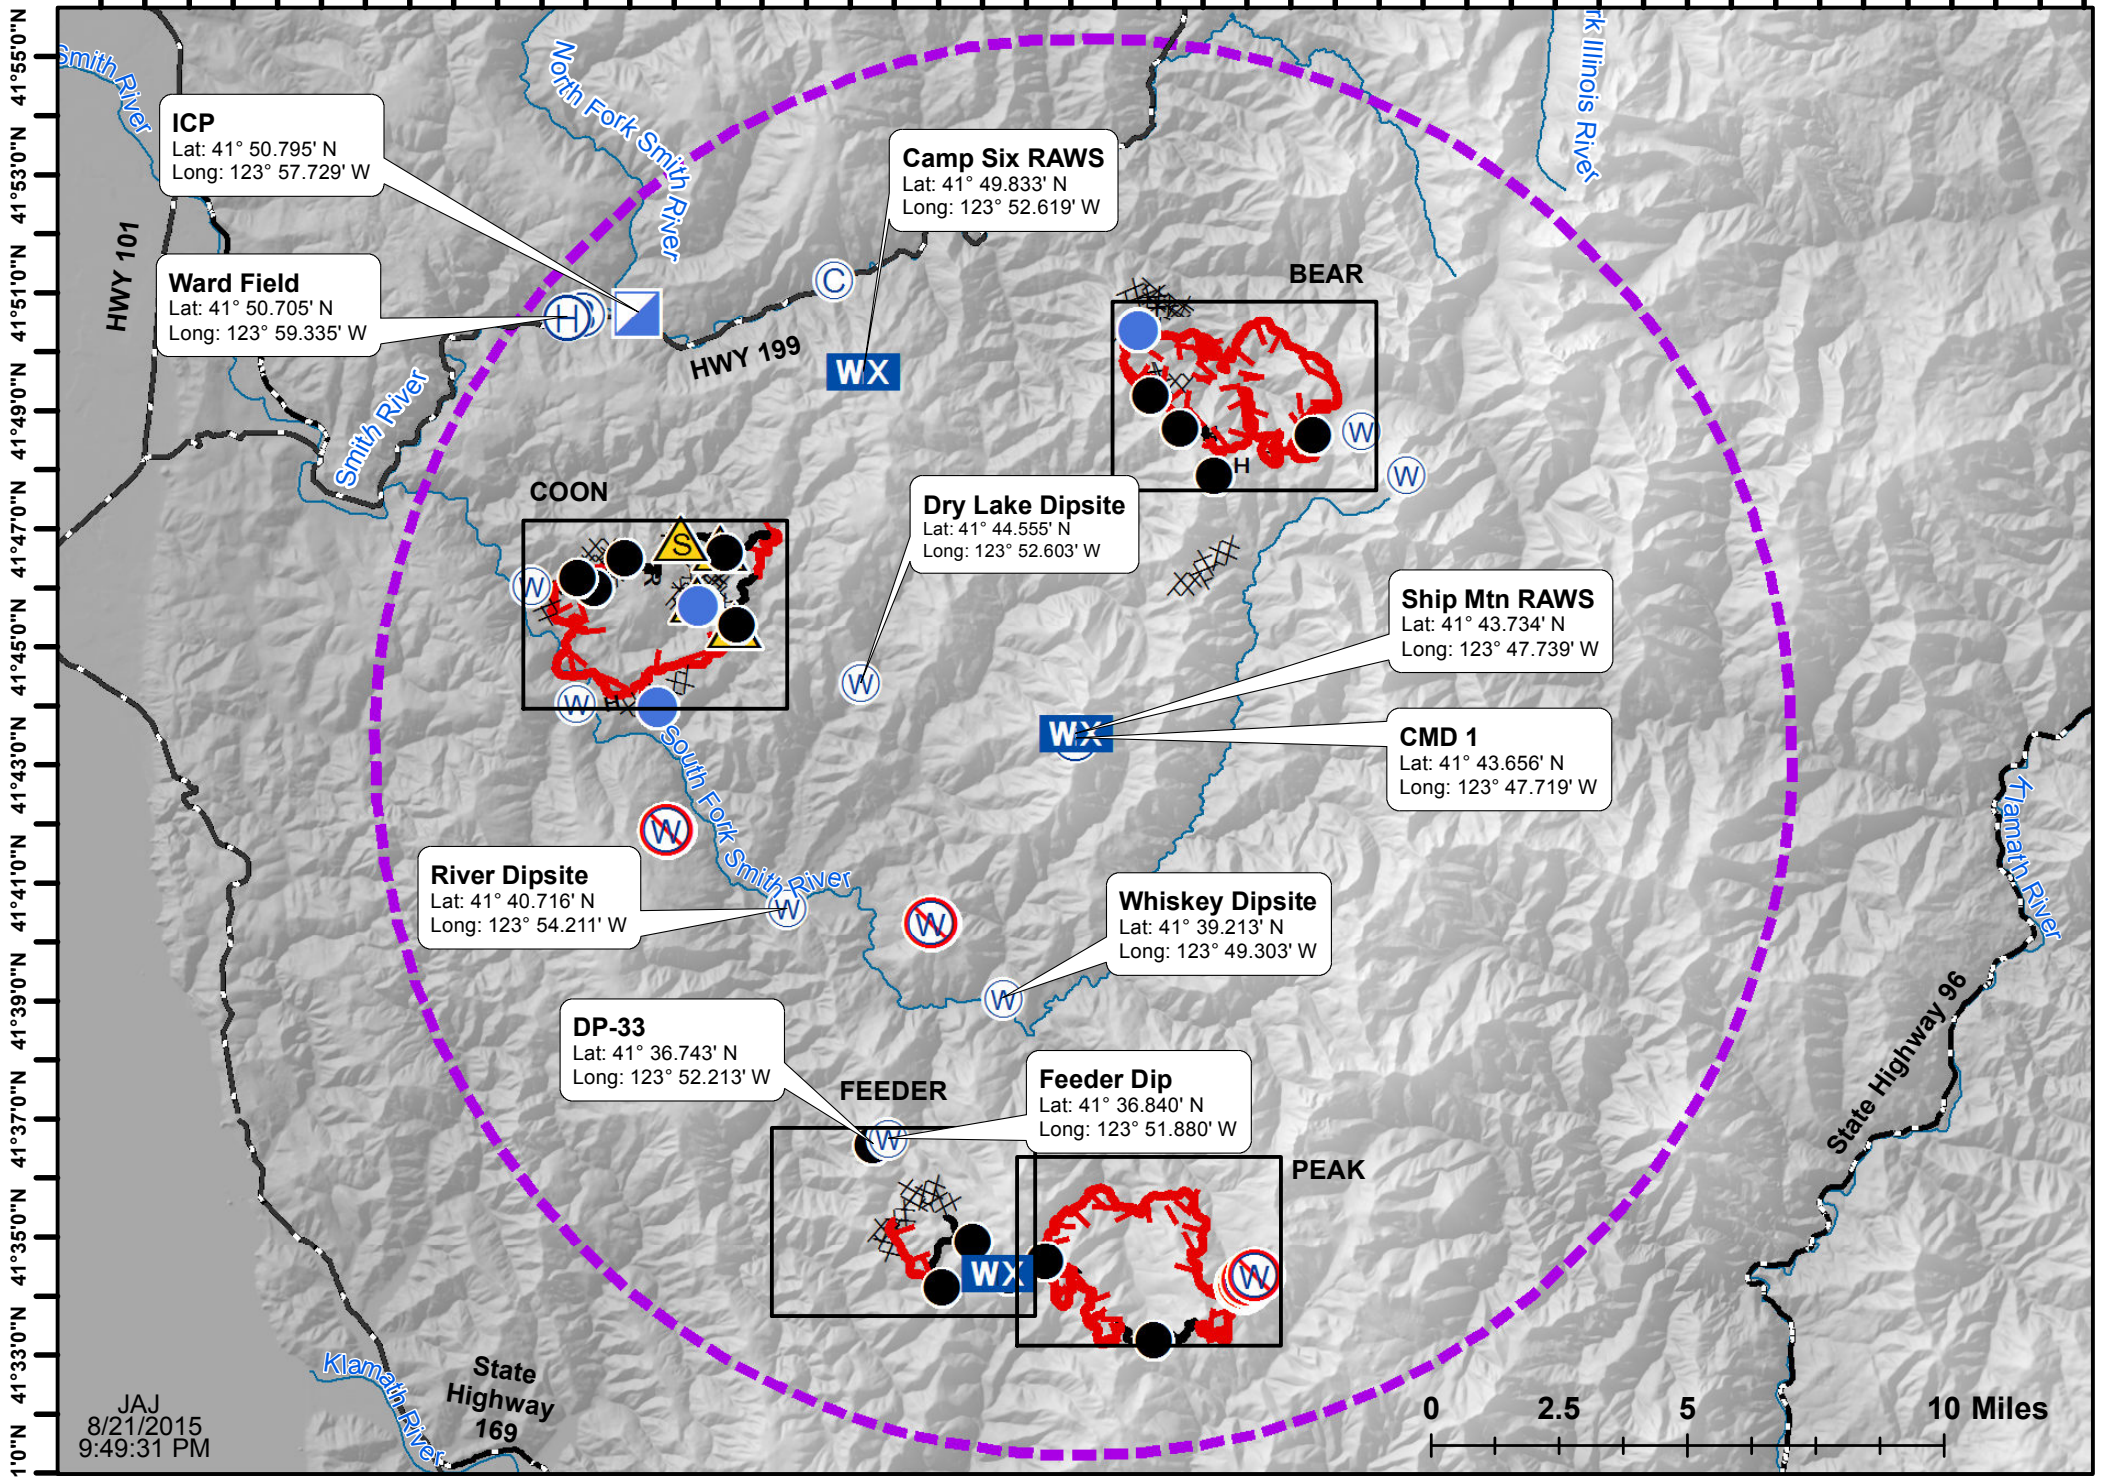 41°55'0"N
41°53'0"N
41°51'0"N
41°49'0"N
41°47'0"N
41°45'0"N
41°43'0"N
41°41'0"N
41°39'0"N
41°37'0"N
41°35'0"N
41°33'0"N
1'0"N
Smith River
North Fork Smith River
rk Illinois River
ICP
Lat: 41° 50.795' N
Long: 123° 57.729' W
Camp Six RAWS
Lat: 41° 49.833' N
Long: 123° 52.619' W
HWY 101
Ward Field
Lat: 41° 50.705' N
Long: 123° 59.335' W
H
C
BEAR
HWY 199
WX
Smith River
W
W
H
COON
Dry Lake Dipsite
Lat: 41° 44.555' N
Long: 123° 52.603' W
S
W
R
W
W
H
Ship Mtn RAWS
Lat: 41° 43.734' N
Long: 123° 47.739' W
WX
CMD 1
Lat: 41° 43.656' N
Long: 123° 47.719' W
South Fork Smith River
W
Klamath River
River Dipsite
Lat: 41° 40.716' N
Long: 123° 54.211' W
W
W
Whiskey Dipsite
Lat: 41° 39.213' N
Long: 123° 49.303' W
W
State Highway 96
DP-33
Lat: 41° 36.743' N
Long: 123° 52.213' W
FEEDER
Feeder Dip
Lat: 41° 36.840' N
Long: 123° 51.880' W
W
PEAK
WX
W
Klamath River
State
Highway
169
JAJ
8/21/2015
9:49:31 PM
0 2.5 5 10 Miles